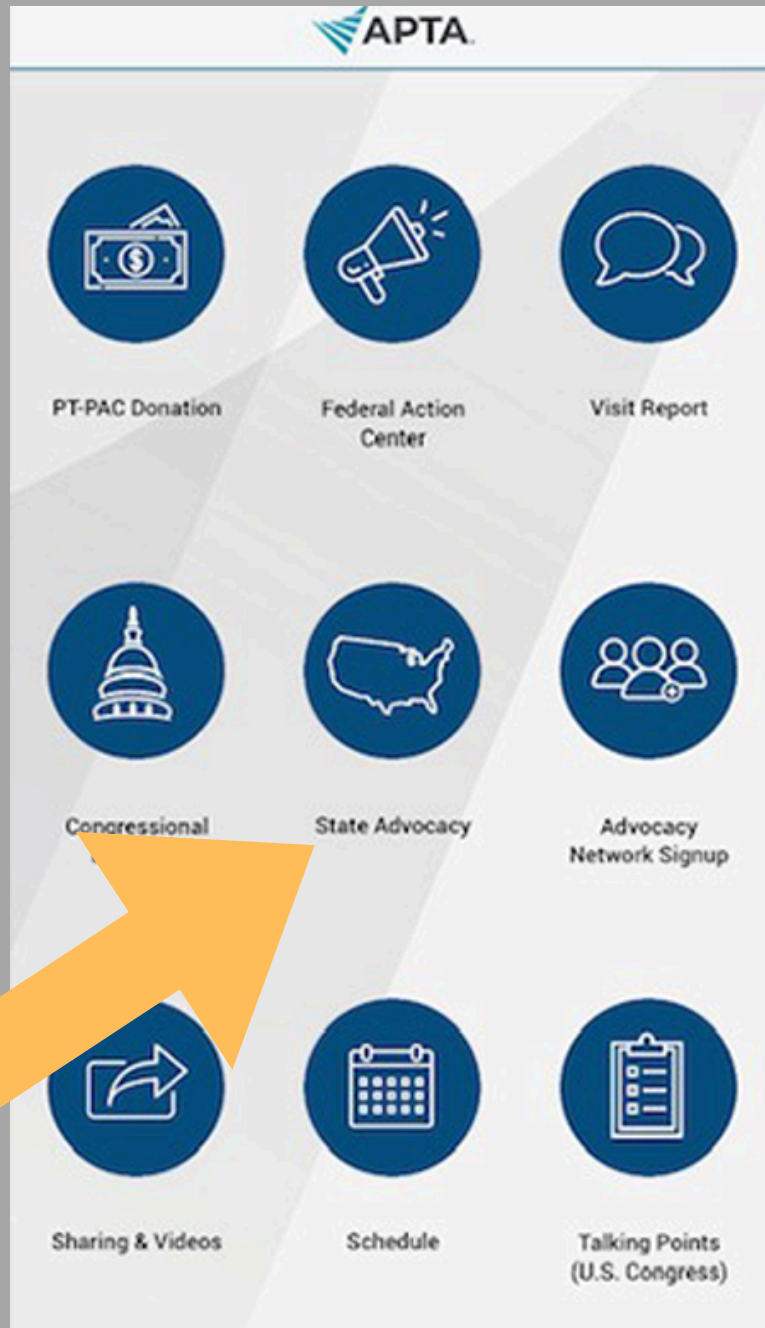 APTA
PT-PAC Donation
Federal Action
Center
Visit Report
Congressional
State Advocacy
Advocacy
Network Signup
Sharing & Videos
Schedule
Talking Points
(U.S. Congress)